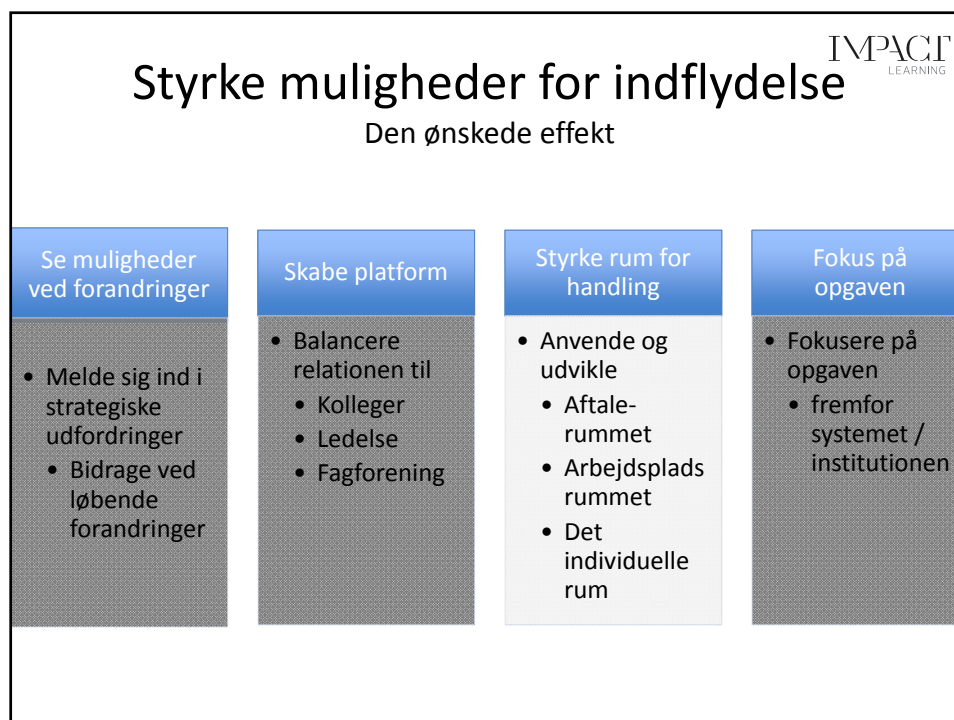 IMPACT
LEARNING
Styrke muligheder for indflydelse
Den ønskede effekt
Se muligheder
ved forandringer
• Melde sig ind i
strategiske
udfordringer
• Bidrage ved
løbende
forandringer
Skabe platform
• Balancere
relationen til
• Kolleger
• Ledelse
• Fagforening
Styrke rum for
handling
• Anvende og
udvikle
• Aftale-
rummet
• Arbejdsplads
rummet
• Det
individuelle
rum
Fokus på
opgaven
• Fokusere på
opgaven
• fremfor
systemet /
institutionen